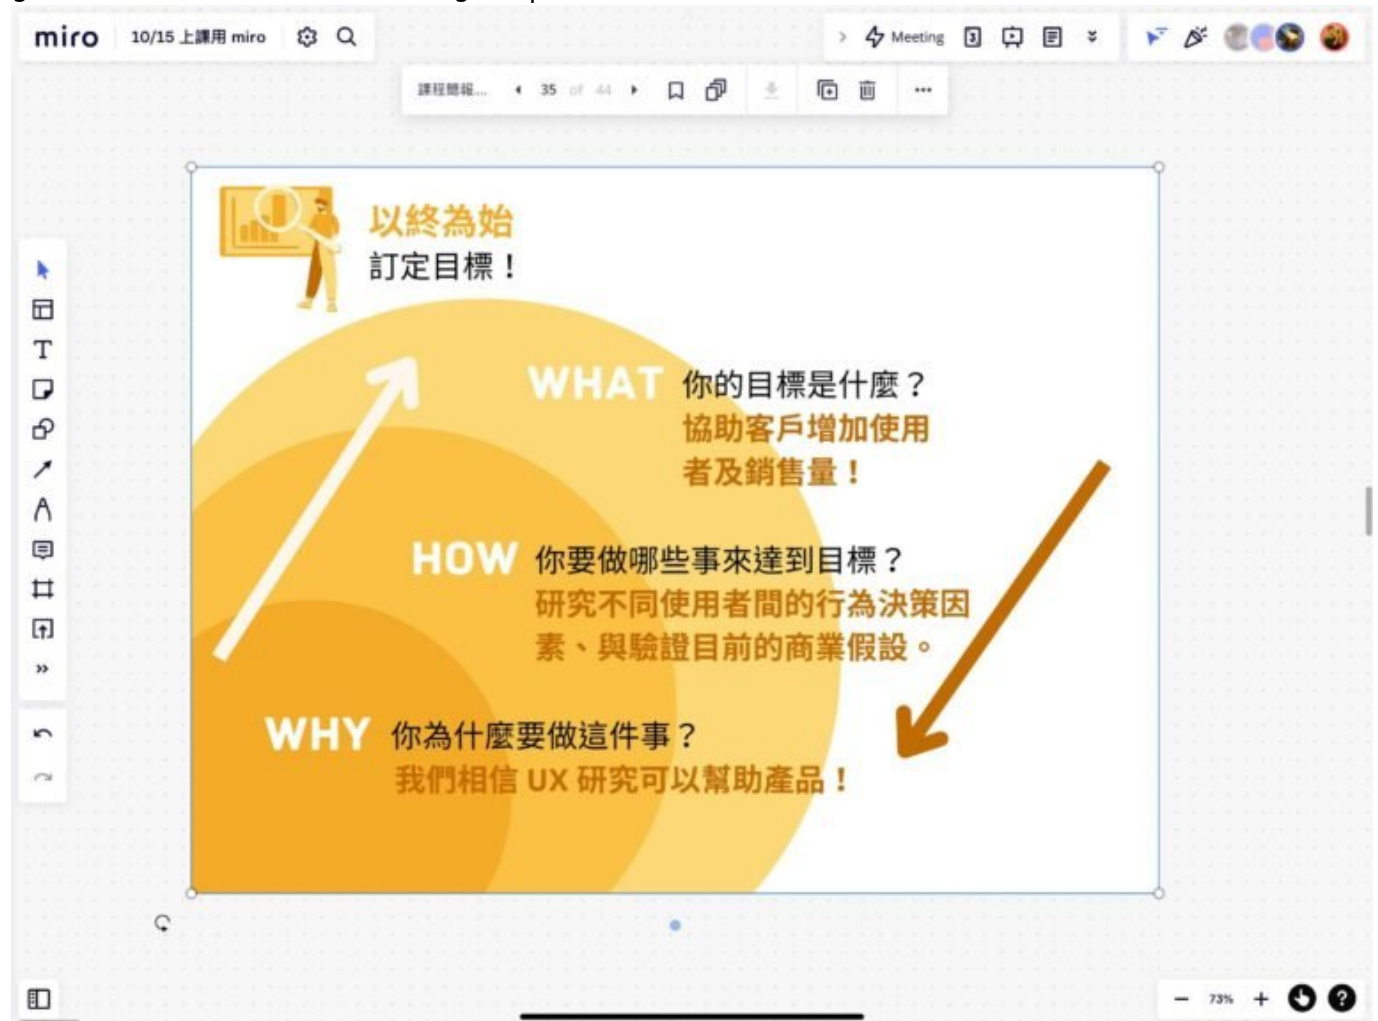 miro 10/15 上課用 miro Meeting 3
課程簡報... 35 of 44
以終為始
訂定目標！
WHAT 你的目標是什麼？
協助客戶增加使用
者及銷售量！
HOW 你要做哪些事來達到目標？
研究不同使用者間的行為決策因
素、與驗證目前的商業假設。
WHY 你為什麼要做這件事？
我們相信 UX 研究可以幫助產品！
73%